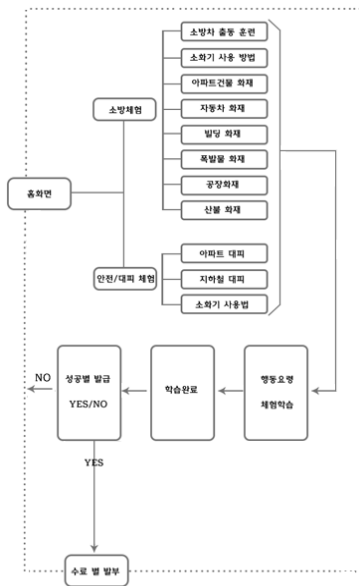 소방차 출동 훈련
소화기 사용 방법
아파트건물 화재
소방체험
자동차 화재
빌딩 화재
폭발물 화재
홈화면
공장화재
산불 화재
아파트 대피
안전/대피 체험
지하철 대피
소화기 사용법
NO
성공별 발급
YES/NO
학습완료
행동요령
체험학습
YES
수료 별 발부